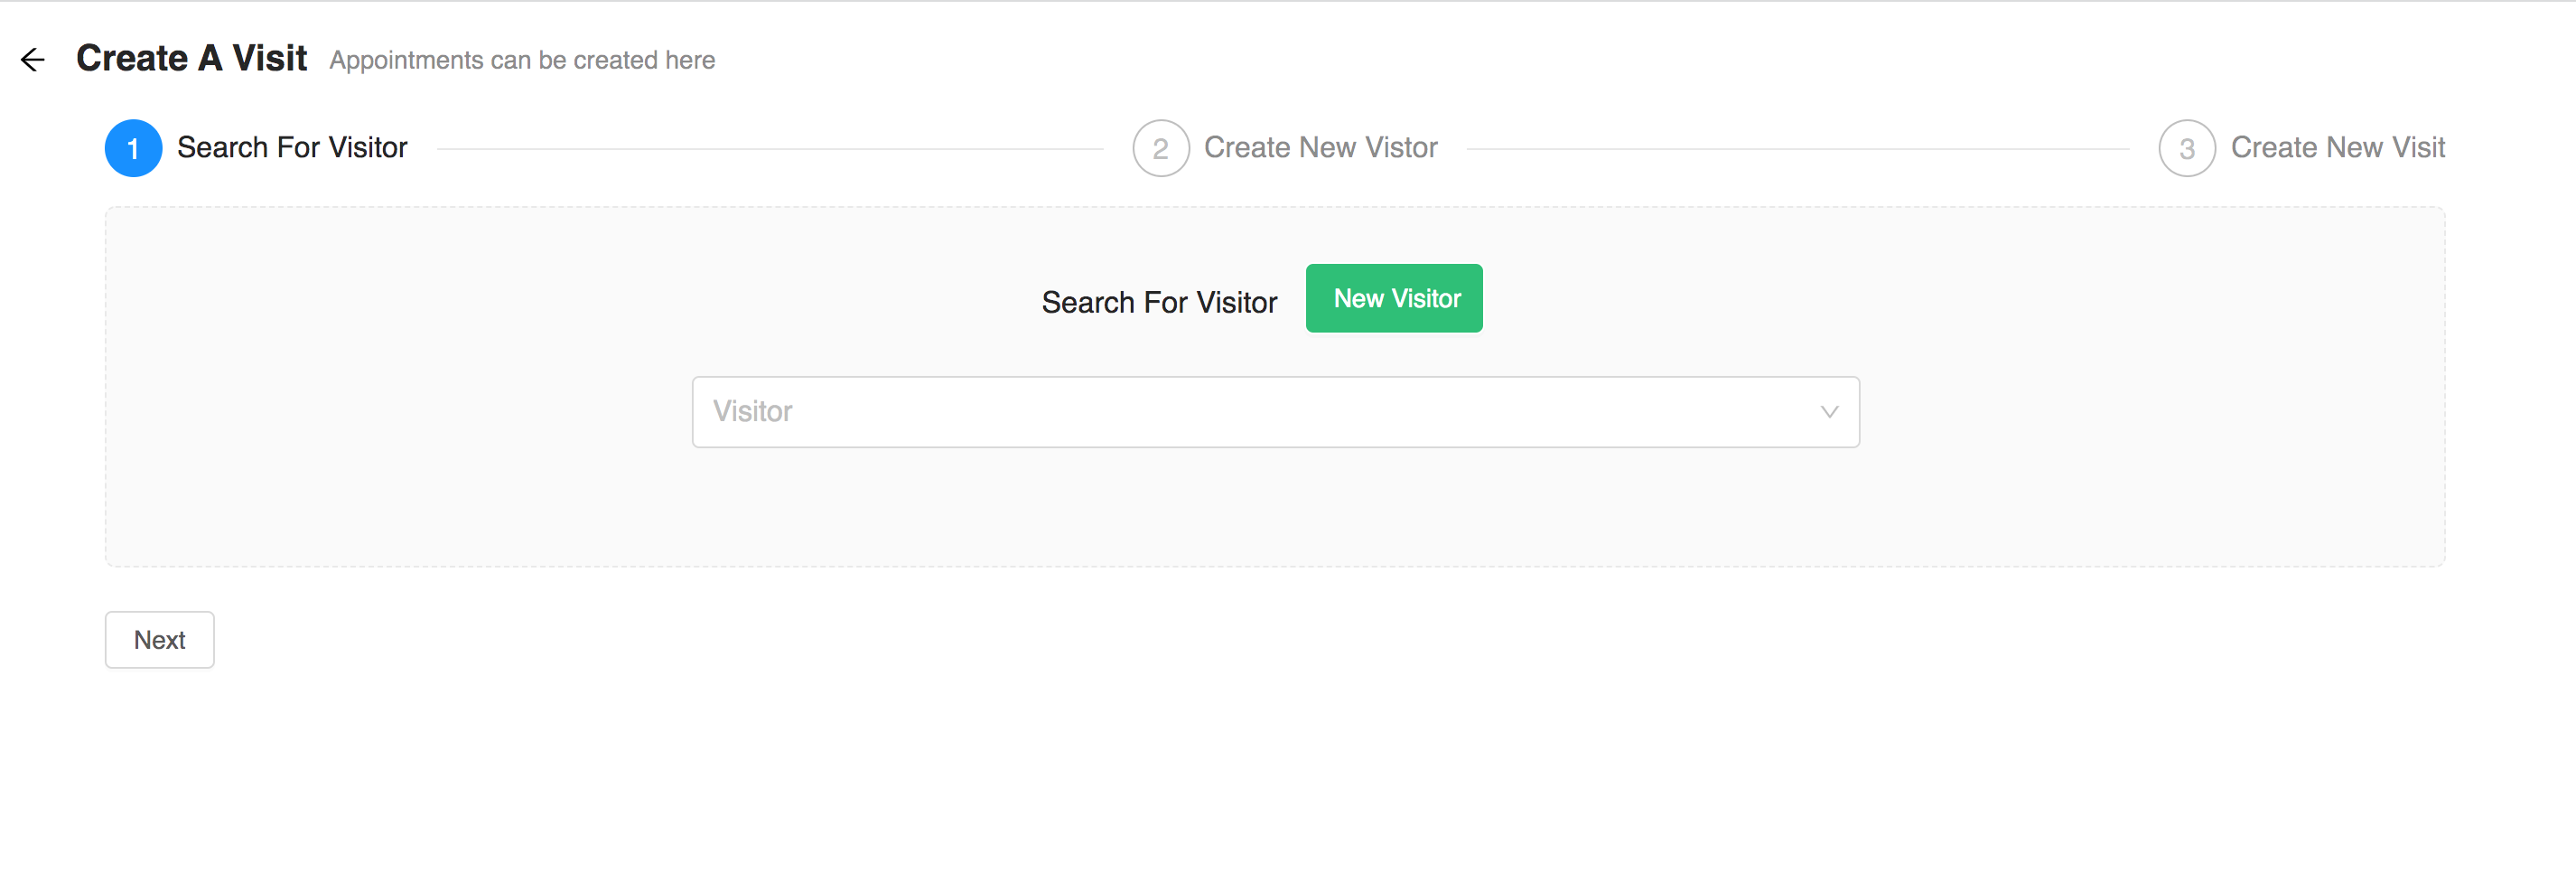 Create A Visit Appointments can be created here
1 Search For Visitor 2 Create New Vistor 3 Create New Visit
Search For Visitor New Visitor
Visitor
Next